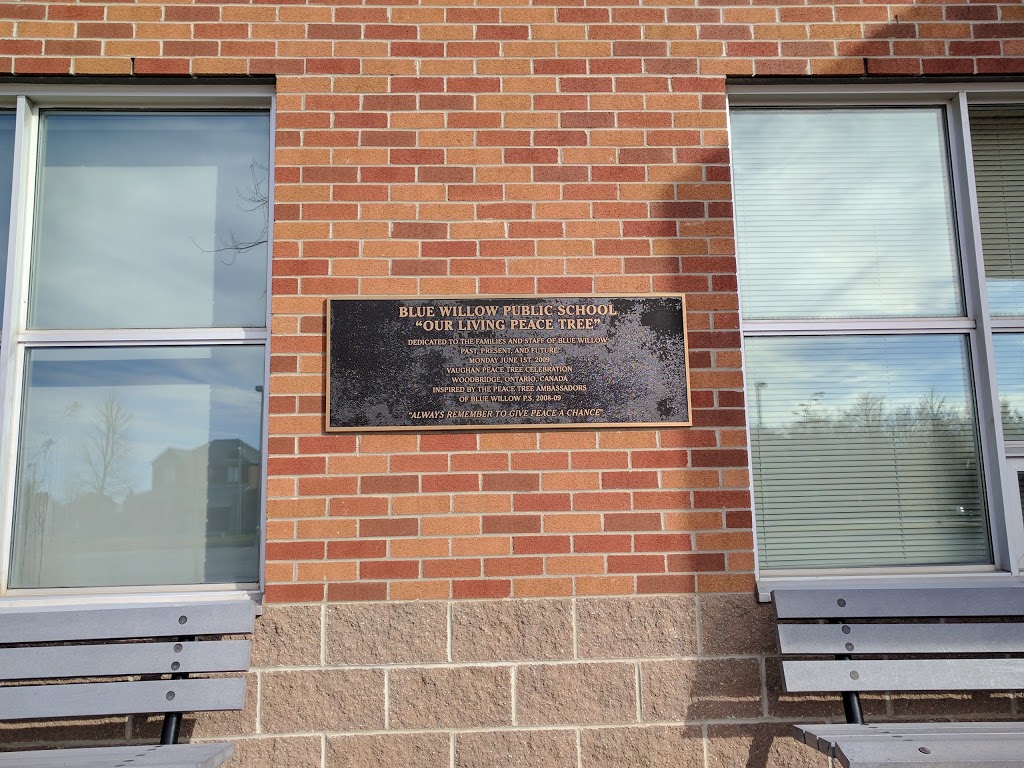 BLUE WILLOW PUBLIC SCHOOL
"OUR LIVING PEACE TREE"
DEDICATED TO THE FAMILIES AND STAFF OF BLUE WILLOW,
PAST, PRESENT, AND FUTURE
MONDAY JUNE 1ST, 2009
VAUGHAN PEACE TREE CELEBRATION
WOODBRIDGE, ONTARIO, CANADA
INSPIRED BY THE PEACE TREE AMBASSADORS
OF BLUE WILLOW P.S. 2008-09
"ALWAYS REMEMBER TO GIVE PEACE A CHANCE"